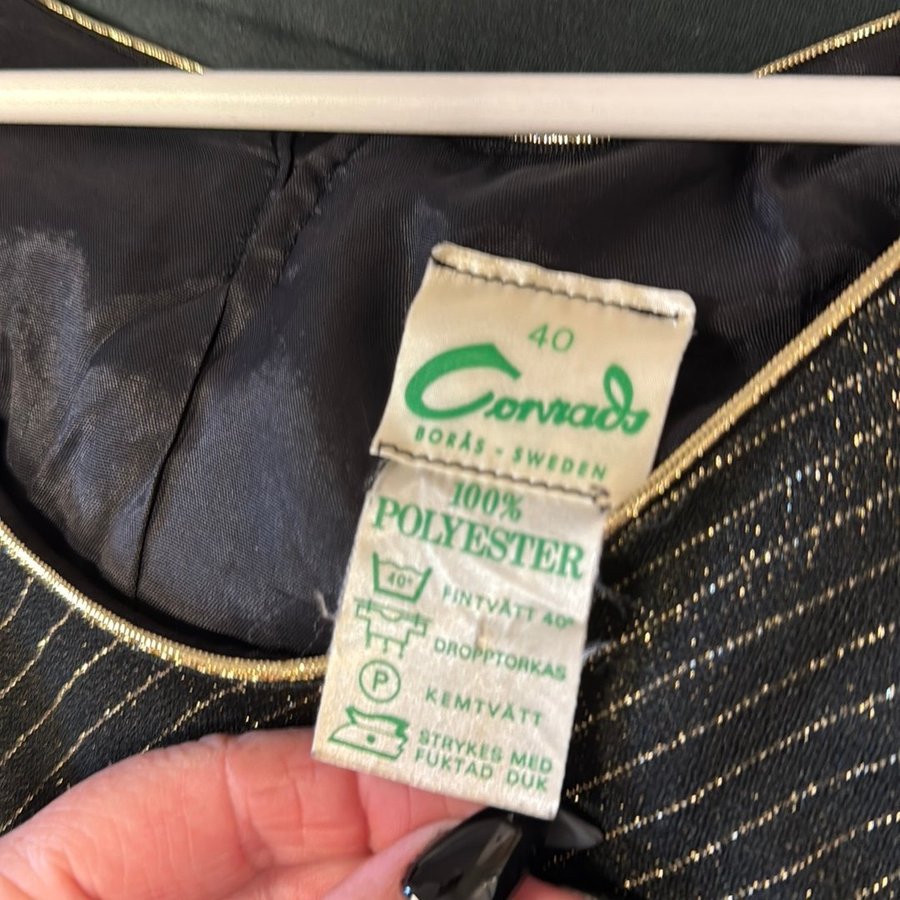 40
Conrads
BORÅS - SWEDEN
100%
POLYESTER
40° FINTVÄTT 40°
DROPPTORKAS
P KEMTVÄTT
STRYKES MED
FUKTAD DUK